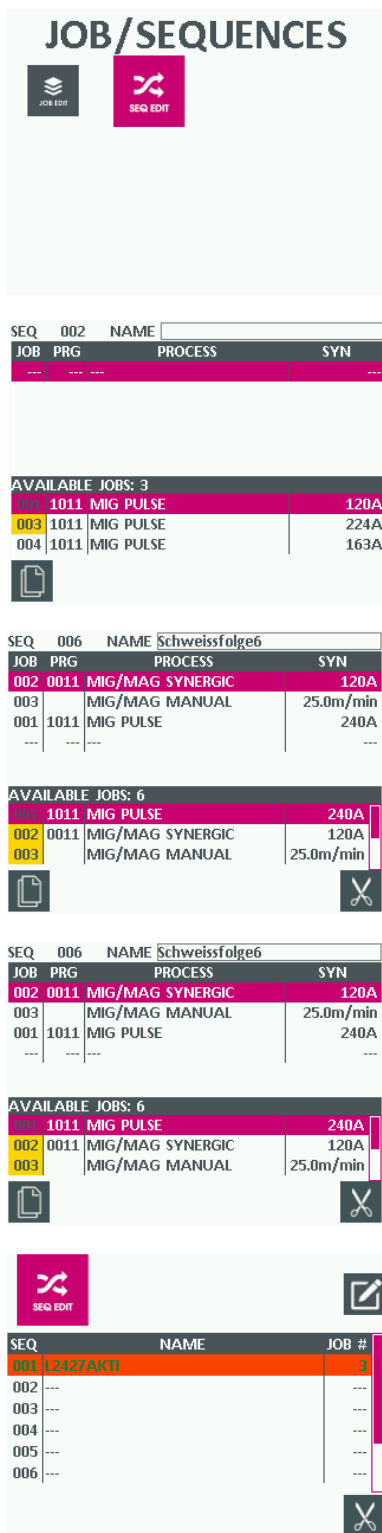 JOB/SEQUENCES
JOB EDIT SEQ EDIT
SEQ 002 NAME
JOB PRG PROCESS SYN
--- --- --- ---
AVAILABLE JOBS: 3
001 1011 MIG PULSE 120A
003 1011 MIG PULSE 224A
004 1011 MIG PULSE 163A
SEQ 006 NAME Schweissfolge6
JOB PRG PROCESS SYN
002 0011 MIG/MAG SYNERGIC 120A
003 MIG/MAG MANUAL 25.0m/min
001 1011 MIG PULSE 240A
--- --- --- ---
AVAILABLE JOBS: 6
001 1011 MIG PULSE 240A
002 0011 MIG/MAG SYNERGIC 120A
003 MIG/MAG MANUAL 25.0m/min
SEQ 006 NAME Schweissfolge6
JOB PRG PROCESS SYN
002 0011 MIG/MAG SYNERGIC 120A
003 MIG/MAG MANUAL 25.0m/min
001 1011 MIG PULSE 240A
--- --- --- ---
AVAILABLE JOBS: 6
001 1011 MIG PULSE 240A
002 0011 MIG/MAG SYNERGIC 120A
003 MIG/MAG MANUAL 25.0m/min
SEQ EDIT
SEQ NAME JOB #
001 L2427AKTI 3
002 --- ---
003 --- ---
004 --- ---
005 --- ---
006 --- ---